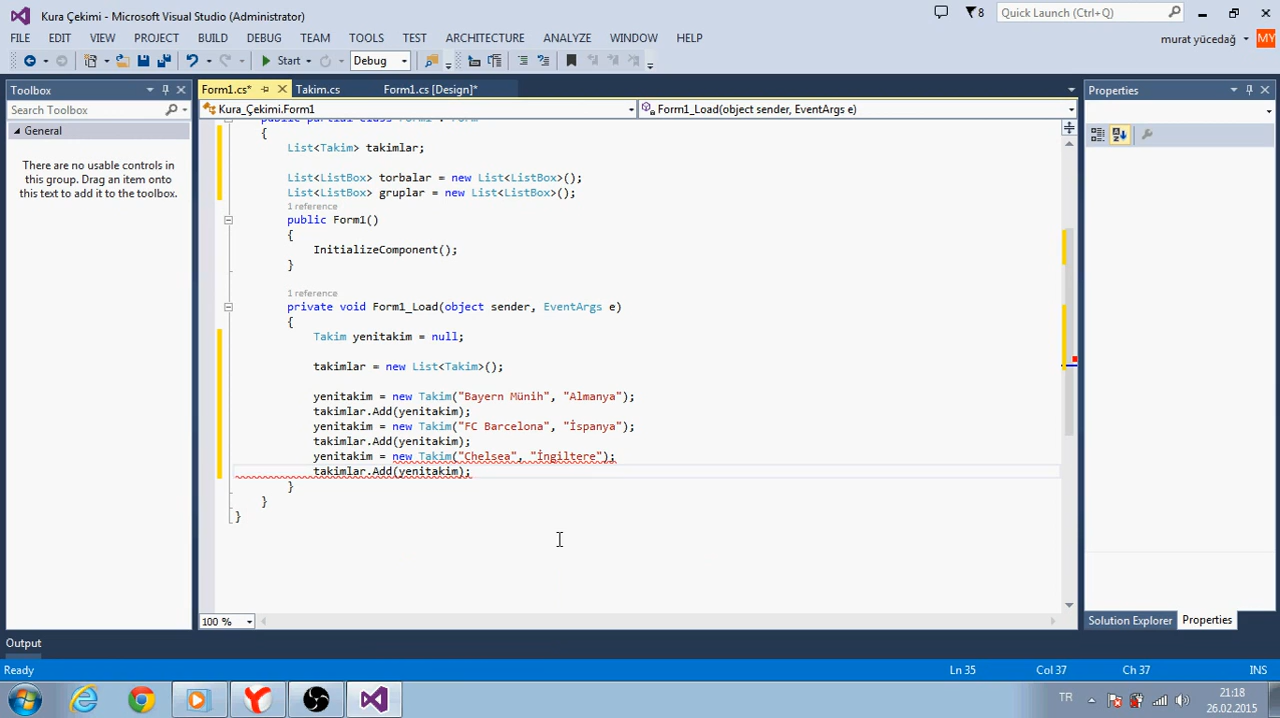 Kura Çekimi - Microsoft Visual Studio (Administrator)
8
Quick Launch (Ctrl+Q)
FILE EDIT VIEW PROJECT BUILD DEBUG TEAM TOOLS TEST ARCHITECTURE ANALYZE WINDOW HELP
murat yücedağ
MY
Start
Debug
Toolbox
Search Toolbox
General
There are no usable controls in
this group. Drag an item onto
this text to add it to the toolbox.
Form1.cs*
Takim.cs
Form1.cs [Design]*
Kura_Çekimi.Form1
Form1_Load(object sender, EventArgs e)
public partial class Form1 : Form
{
List<Takim> takimlar;
List<ListBox> torbalar = new List<ListBox>();
List<ListBox> gruplar = new List<ListBox>();
1 reference
public Form1()
{
InitializeComponent();
}
1 reference
private void Form1_Load(object sender, EventArgs e)
{
Takim yenitakim = null;
takimlar = new List<Takim>();
yenitakim = new Takim("Bayern Münih", "Almanya");
takimlar.Add(yenitakim);
yenitakim = new Takim("FC Barcelona", "İspanya");
takimlar.Add(yenitakim);
yenitakim = new Takim("Chelsea", "İngiltere");
takimlar.Add(yenitakim);
}
}
}
100 %
Properties
Solution Explorer
Properties
Output
Ready
Ln 35
Col 37
Ch 37
INS
TR
21:18
26.02.2015